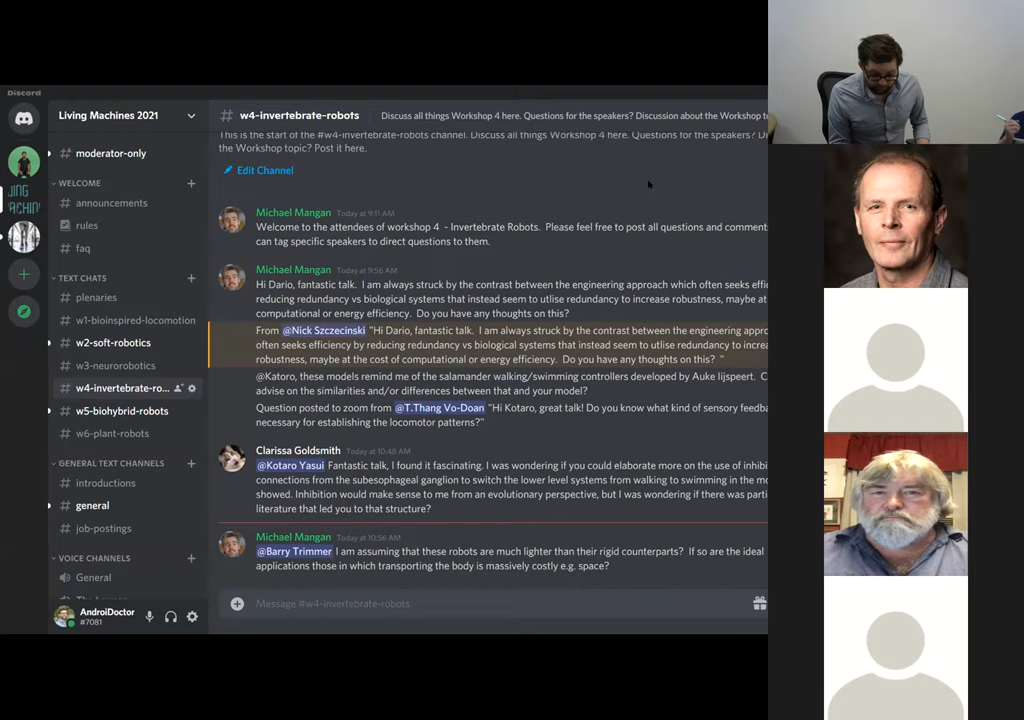 Discord
Living Machines 2021
moderator-only
WELCOME
announcements
rules
faq
TEXT CHATS
plenaries
w1-bioinspired-locomotion
w2-soft-robotics
w3-neurorobotics
w4-invertebrate-ro...
w5-biohybrid-robots
w6-plant-robots
GENERAL TEXT CHANNELS
introductions
general
job-postings
VOICE CHANNELS
General
AndroiDoctor
#7081
# w4-invertebrate-robots Discuss all things Workshop 4 here. Questions for the speakers? Discussion about the Workshop
This is the start of the #w4-invertebrate-robots channel. Discuss all things Workshop 4 here. Questions for the speakers?
the Workshop topic? Post it here.
Edit Channel
Michael Mangan Today at 9:11 AM
Welcome to the attendees of workshop 4 - Invertebrate Robots. Please feel free to post all questions and comment
can tag specific speakers to direct questions to them.
Michael Mangan Today at 9:56 AM
Hi Dario, fantastic talk. I am always struck by the contrast between the engineering approach which often seeks effi
reducing redundancy vs biological systems that instead seem to utlise redundancy to increase robustness, maybe at
computational or energy efficiency. Do you have any thoughts on this?
From @Nick Szczecinski "Hi Dario, fantastic talk. I am always struck by the contrast between the engineering appro
often seeks efficiency by reducing redundancy vs biological systems that instead seem to utlise redundancy to increa
robustness, maybe at the cost of computational or energy efficiency. Do you have any thoughts on this? "
@Katoro, these models remind me of the salamander walking/swimming controllers developed by Auke Iijspeert. C
advise on the similarities and/or differences between that and your model?
Question posted to zoom from @T.Thang Vo-Doan "Hi Kotaro, great talk! Do you know what kind of sensory feedba
necessary for establishing the locomotor patterns?"
Clarissa Goldsmith Today at 10:48 AM
@Kotaro Yasui Fantastic talk, I found it fascinating. I was wondering if you could elaborate more on the use of inhibi
connections from the subesophageal ganglion to switch the lower level systems from walking to swimming in the mo
showed. Inhibition would make sense to me from an evolutionary perspective, but I was wondering if there was parti
literature that led you to that structure?
Michael Mangan Today at 10:56 AM
@Barry Trimmer I am assuming that these robots are much lighter than their rigid counterparts? If so are the ideal
applications those in which transporting the body is massively costly e.g. space?
Message #w4-invertebrate-robots